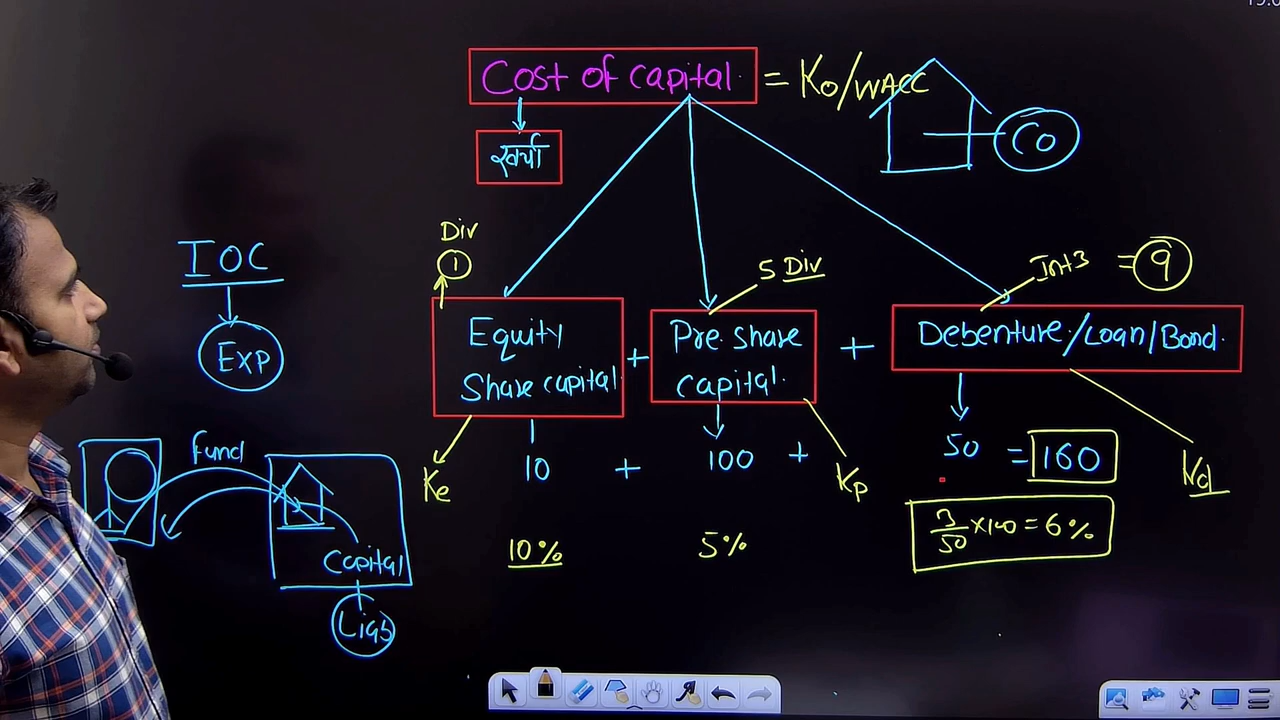 Cost of capital = Ko/WACC
Co
खर्चा
Div
1
IOC
5 Div
Int 3 = 9
Exp
Equity
Share capital
+
Pre. share
capital.
+
Debenture/Loan/Bond.
Fund
Ke
10 + 100 + 50 = 160
Kp
Kd
10%
5%
3/50 × 100 = 6%
Capital
Liab